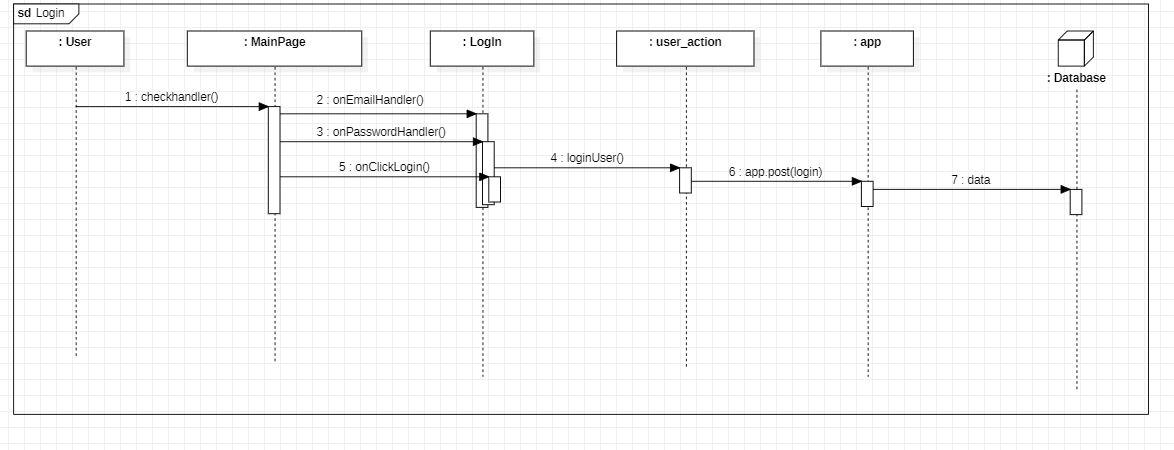 sd Login
: User
: MainPage
: LogIn
: user_action
: app
: Database
1 : checkhandler()
2 : onEmailHandler()
3 : onPasswordHandler()
4 : loginUser()
5 : onClickLogin()
6 : app.post(login)
7 : data